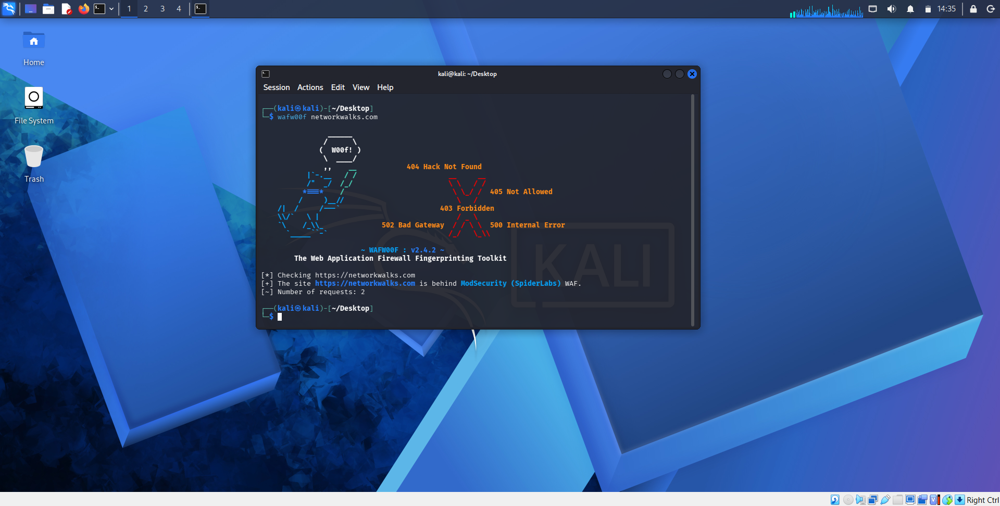 1 2 3 4
14:35
Home
File System
Trash
kali@kali: ~/Desktop
Session Actions Edit View Help
┌──(kali㉿kali)-[~/Desktop]
└─$ wafw00f networkwalks.com
( W00f! )
404 Hack Not Found
405 Not Allowed
403 Forbidden
502 Bad Gateway 500 Internal Error
~ WAFW00F : v2.4.2 ~
The Web Application Firewall Fingerprinting Toolkit
[*] Checking https://networkwalks.com
[+] The site https://networkwalks.com is behind ModSecurity (SpiderLabs) WAF.
[~] Number of requests: 2
┌──(kali㉿kali)-[~/Desktop]
└─$
KALI
Right Ctrl